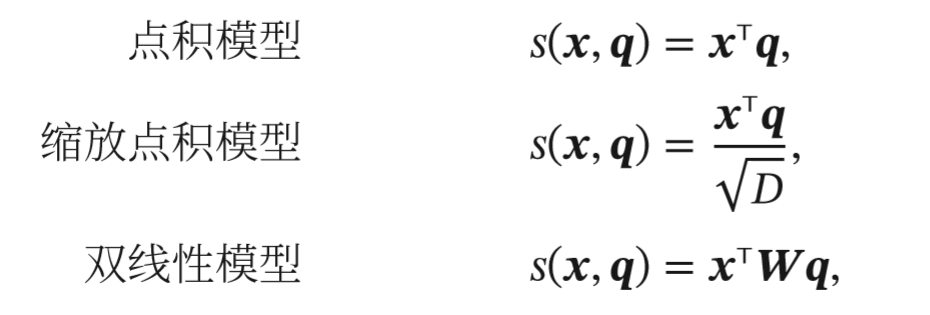 点积模型 s(x, q) = x⊤q,
缩放点积模型 s(x, q) = x⊤q / √D,
双线性模型 s(x, q) = x⊤Wq,